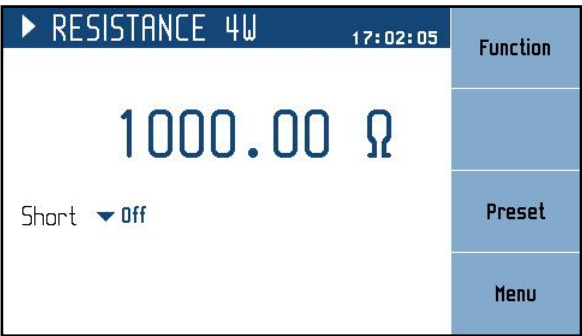 RESISTANCE 4W 17:02:05
Function
1000.00 Ω
Short Off
Preset
Menu